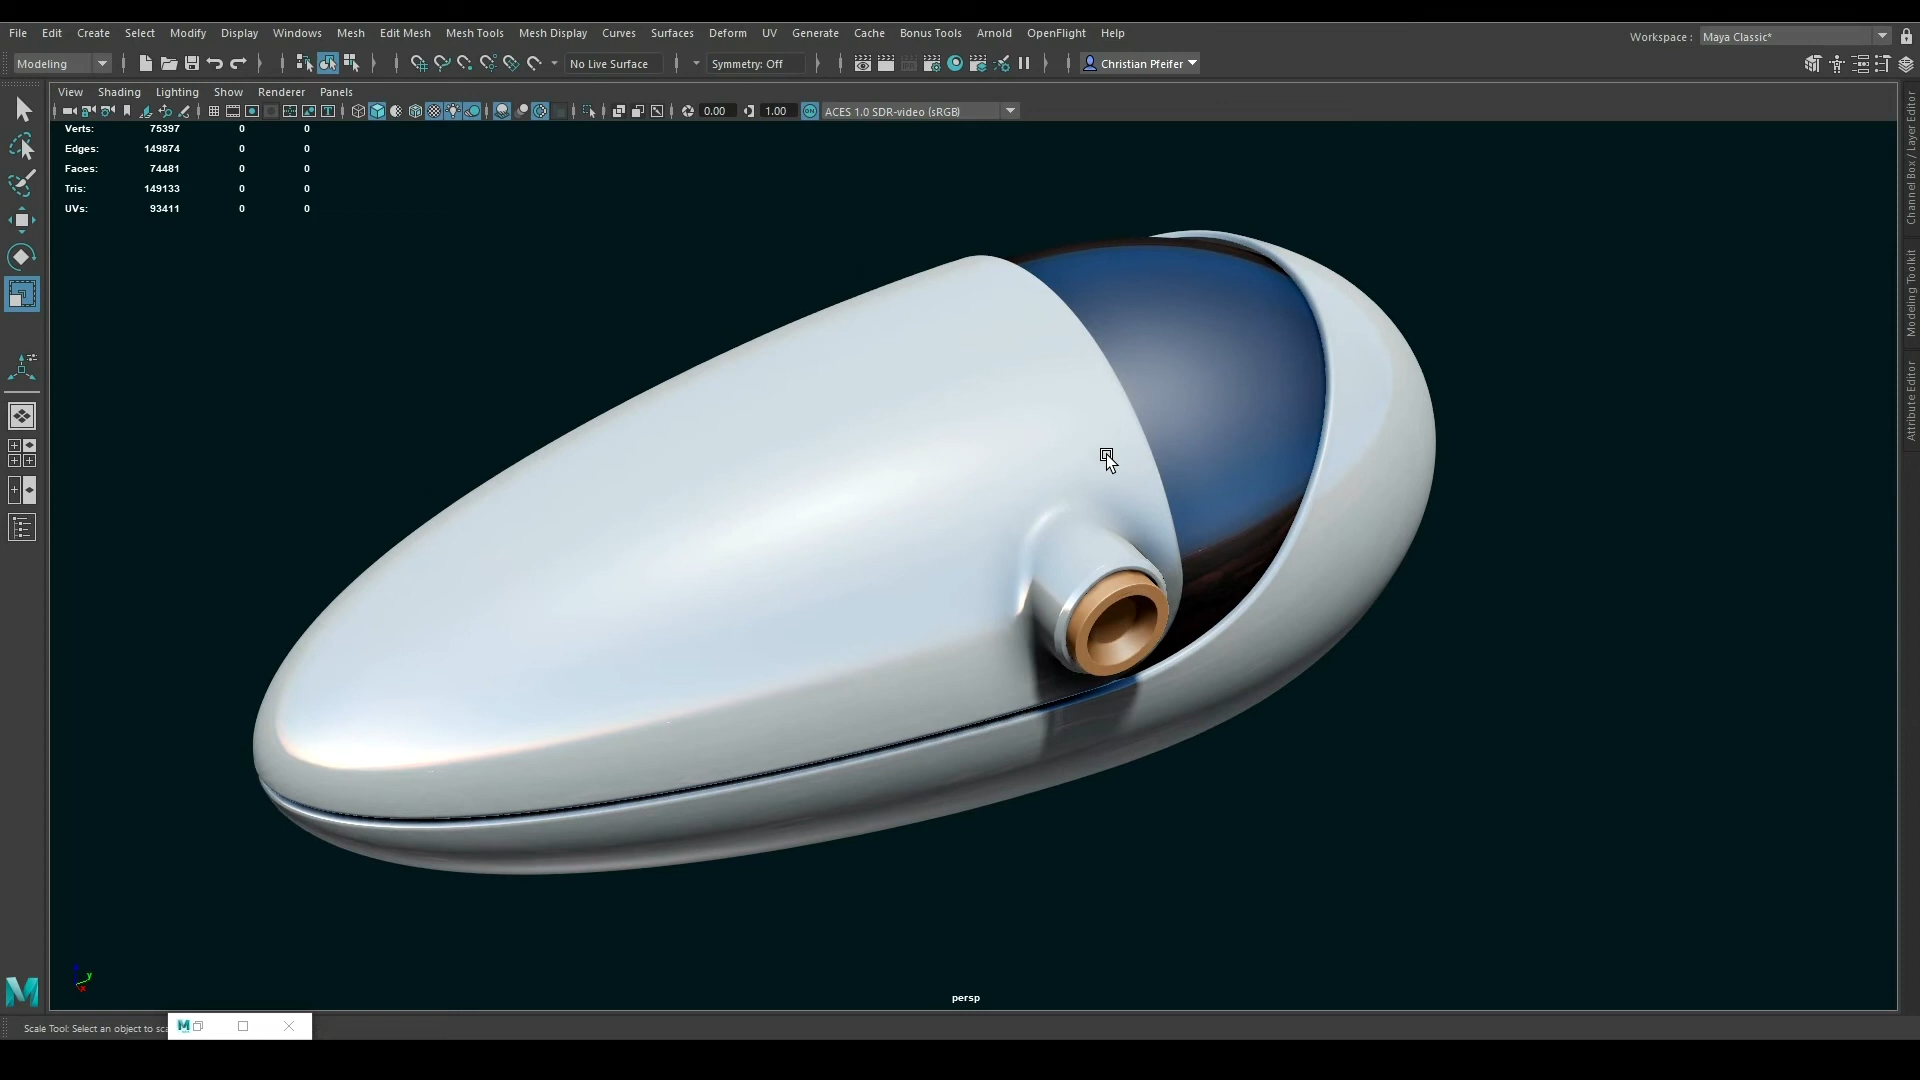 File Edit Create Select Modify Display Windows Mesh Edit Mesh Mesh Tools Mesh Display Curves Surfaces Deform UV Generate Cache Bonus Tools Arnold OpenFlight Help
Workspace : Maya Classic*
Modeling No Live Surface Symmetry: Off Christian Pfeifer
View Shading Lighting Show Renderer Panels
0.00 1.00 ON ACES 1.0 SDR-video (sRGB)
Verts: 75397 0 0
Edges: 149874 0 0
Faces: 74481 0 0
Tris: 149133 0 0
UVs: 93411 0 0
Channel Box / Layer Editor
Modeling Toolkit
Attribute Editor
y
x
persp
M
Scale Tool: Select an object to sca
M